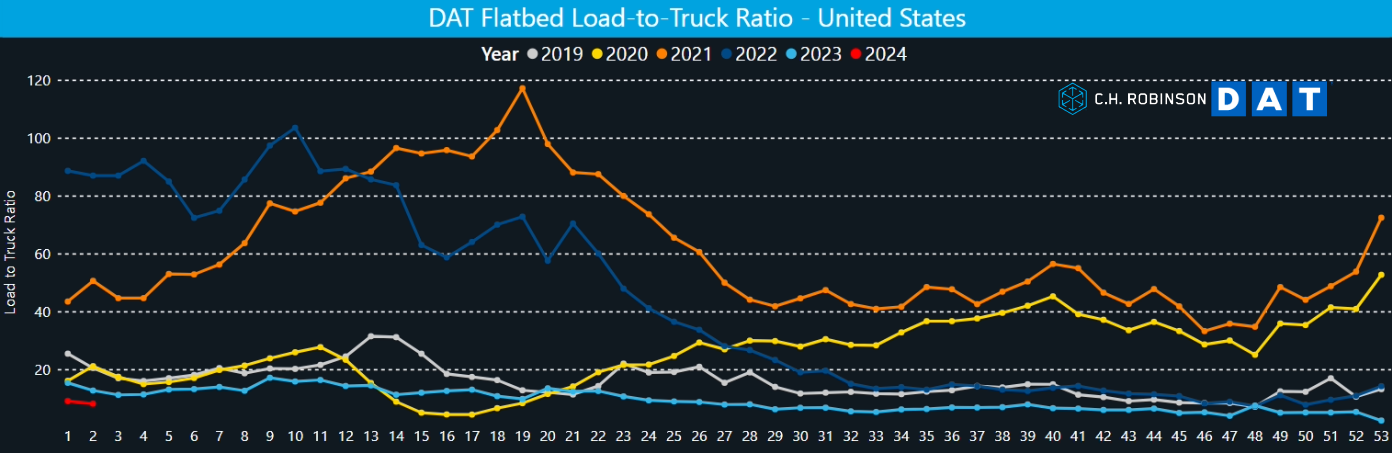 DAT Flatbed Load-to-Truck Ratio - United States
Year 2019 2020 2021 2022 2023 2024
C.H. ROBINSON DAT
Load to Truck Ratio
120
100
80
60
40
20
1 2 3 4 5 6 7 8 9 10 11 12 13 14 15 16 17 18 19 20 21 22 23 24 25 26 27 28 29 30 31 32 33 34 35 36 37 38 39 40 41 42 43 44 45 46 47 48 49 50 51 52 53